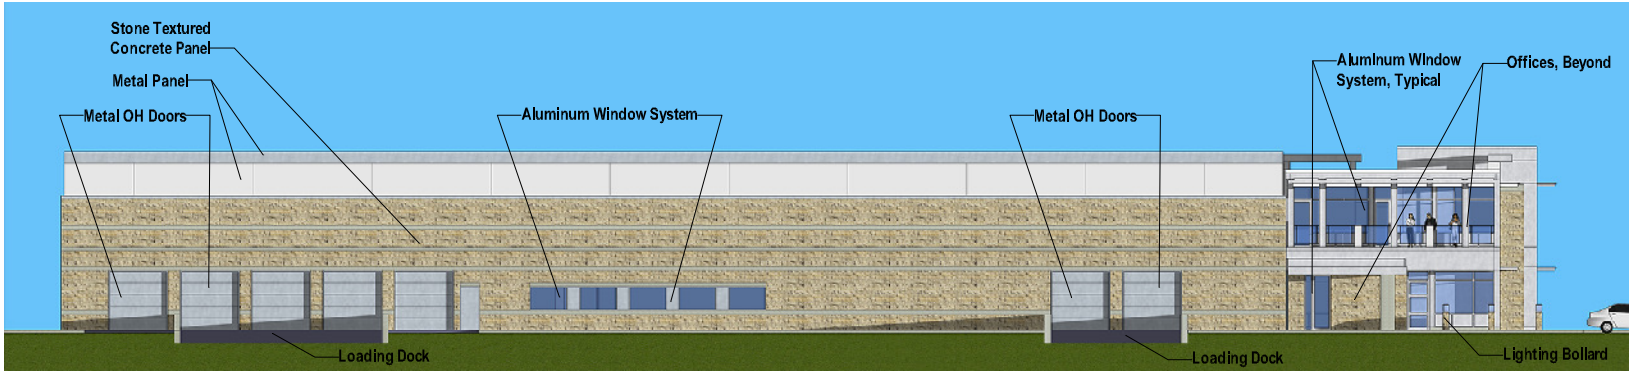 Stone Textured
Concrete Panel
Metal Panel
Metal OH Doors
Aluminum Window System
Metal OH Doors
Aluminum Window
System, Typical
Offices, Beyond
Loading Dock
Loading Dock
Lighting Bollard